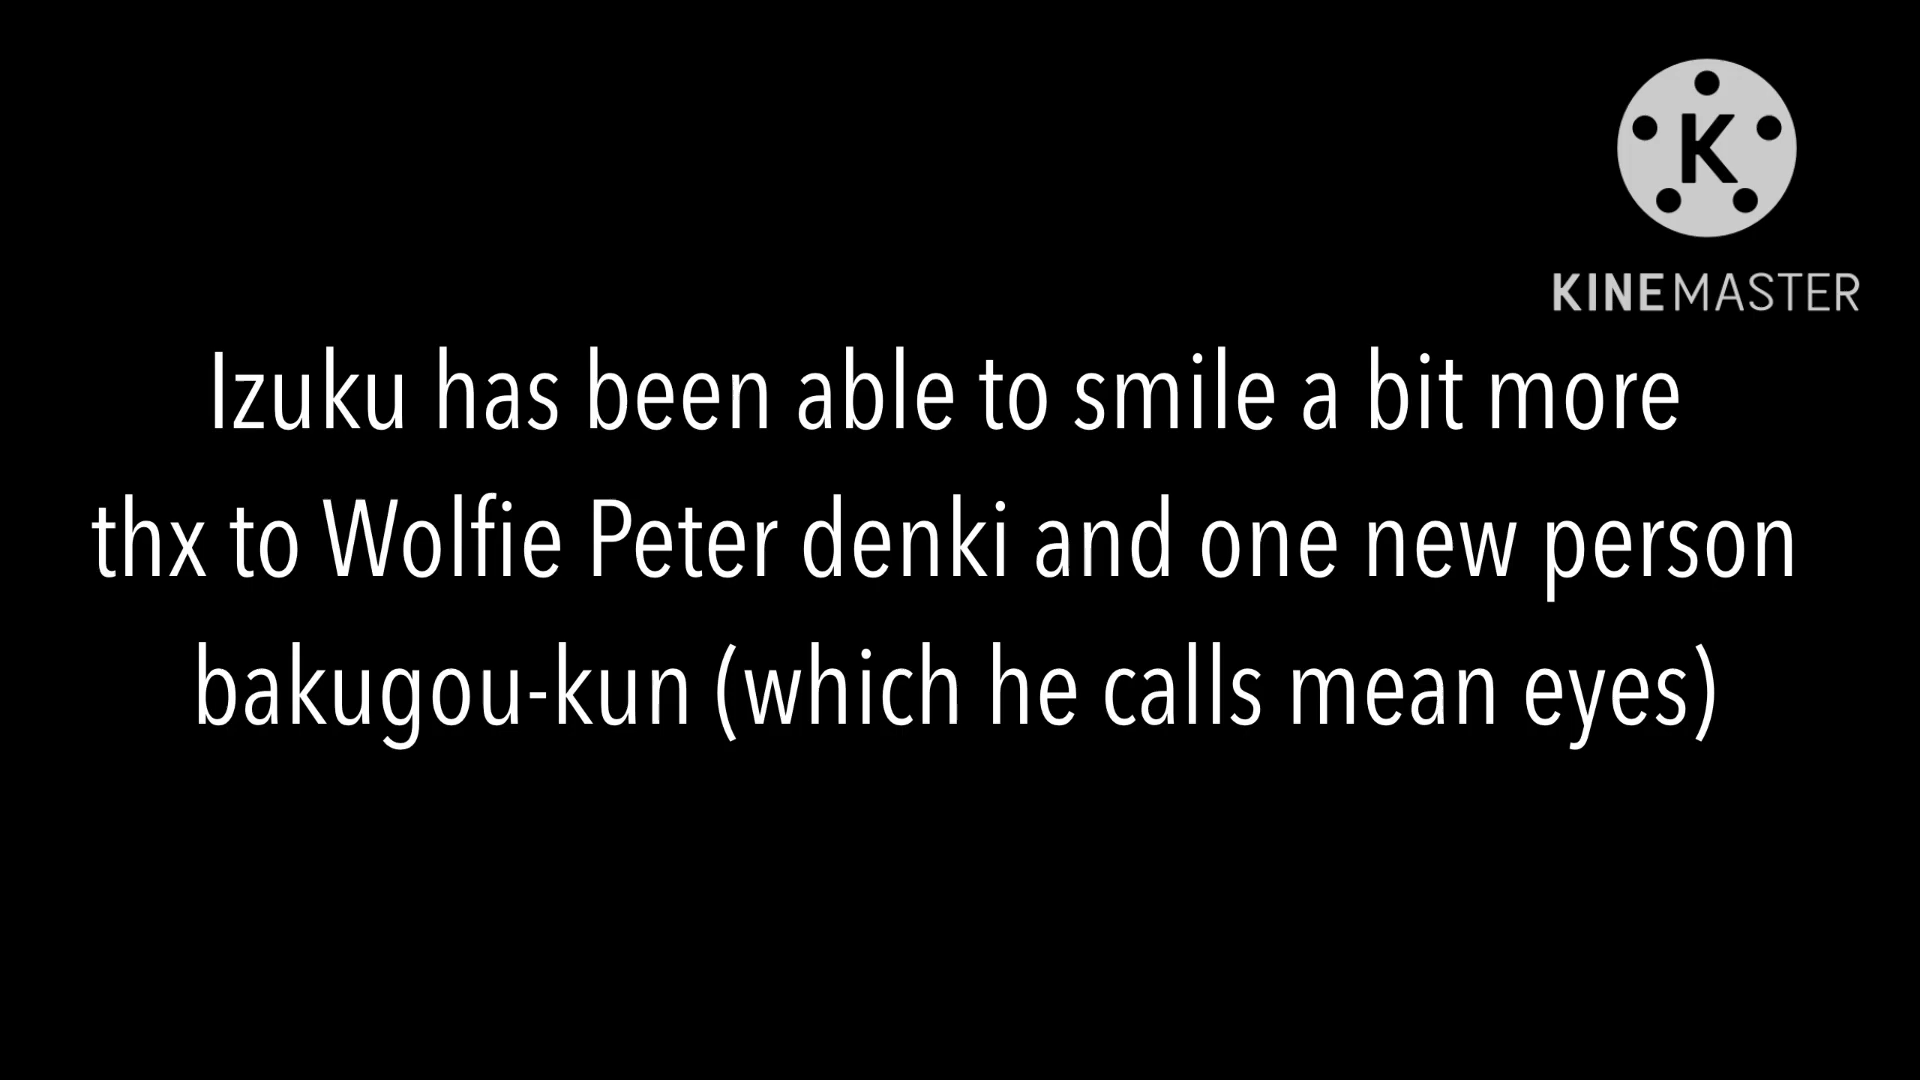 K
KINEMASTER
Izuku has been able to smile a bit more
thx to Wolfie Peter denki and one new person
bakugou-kun (which he calls mean eyes)